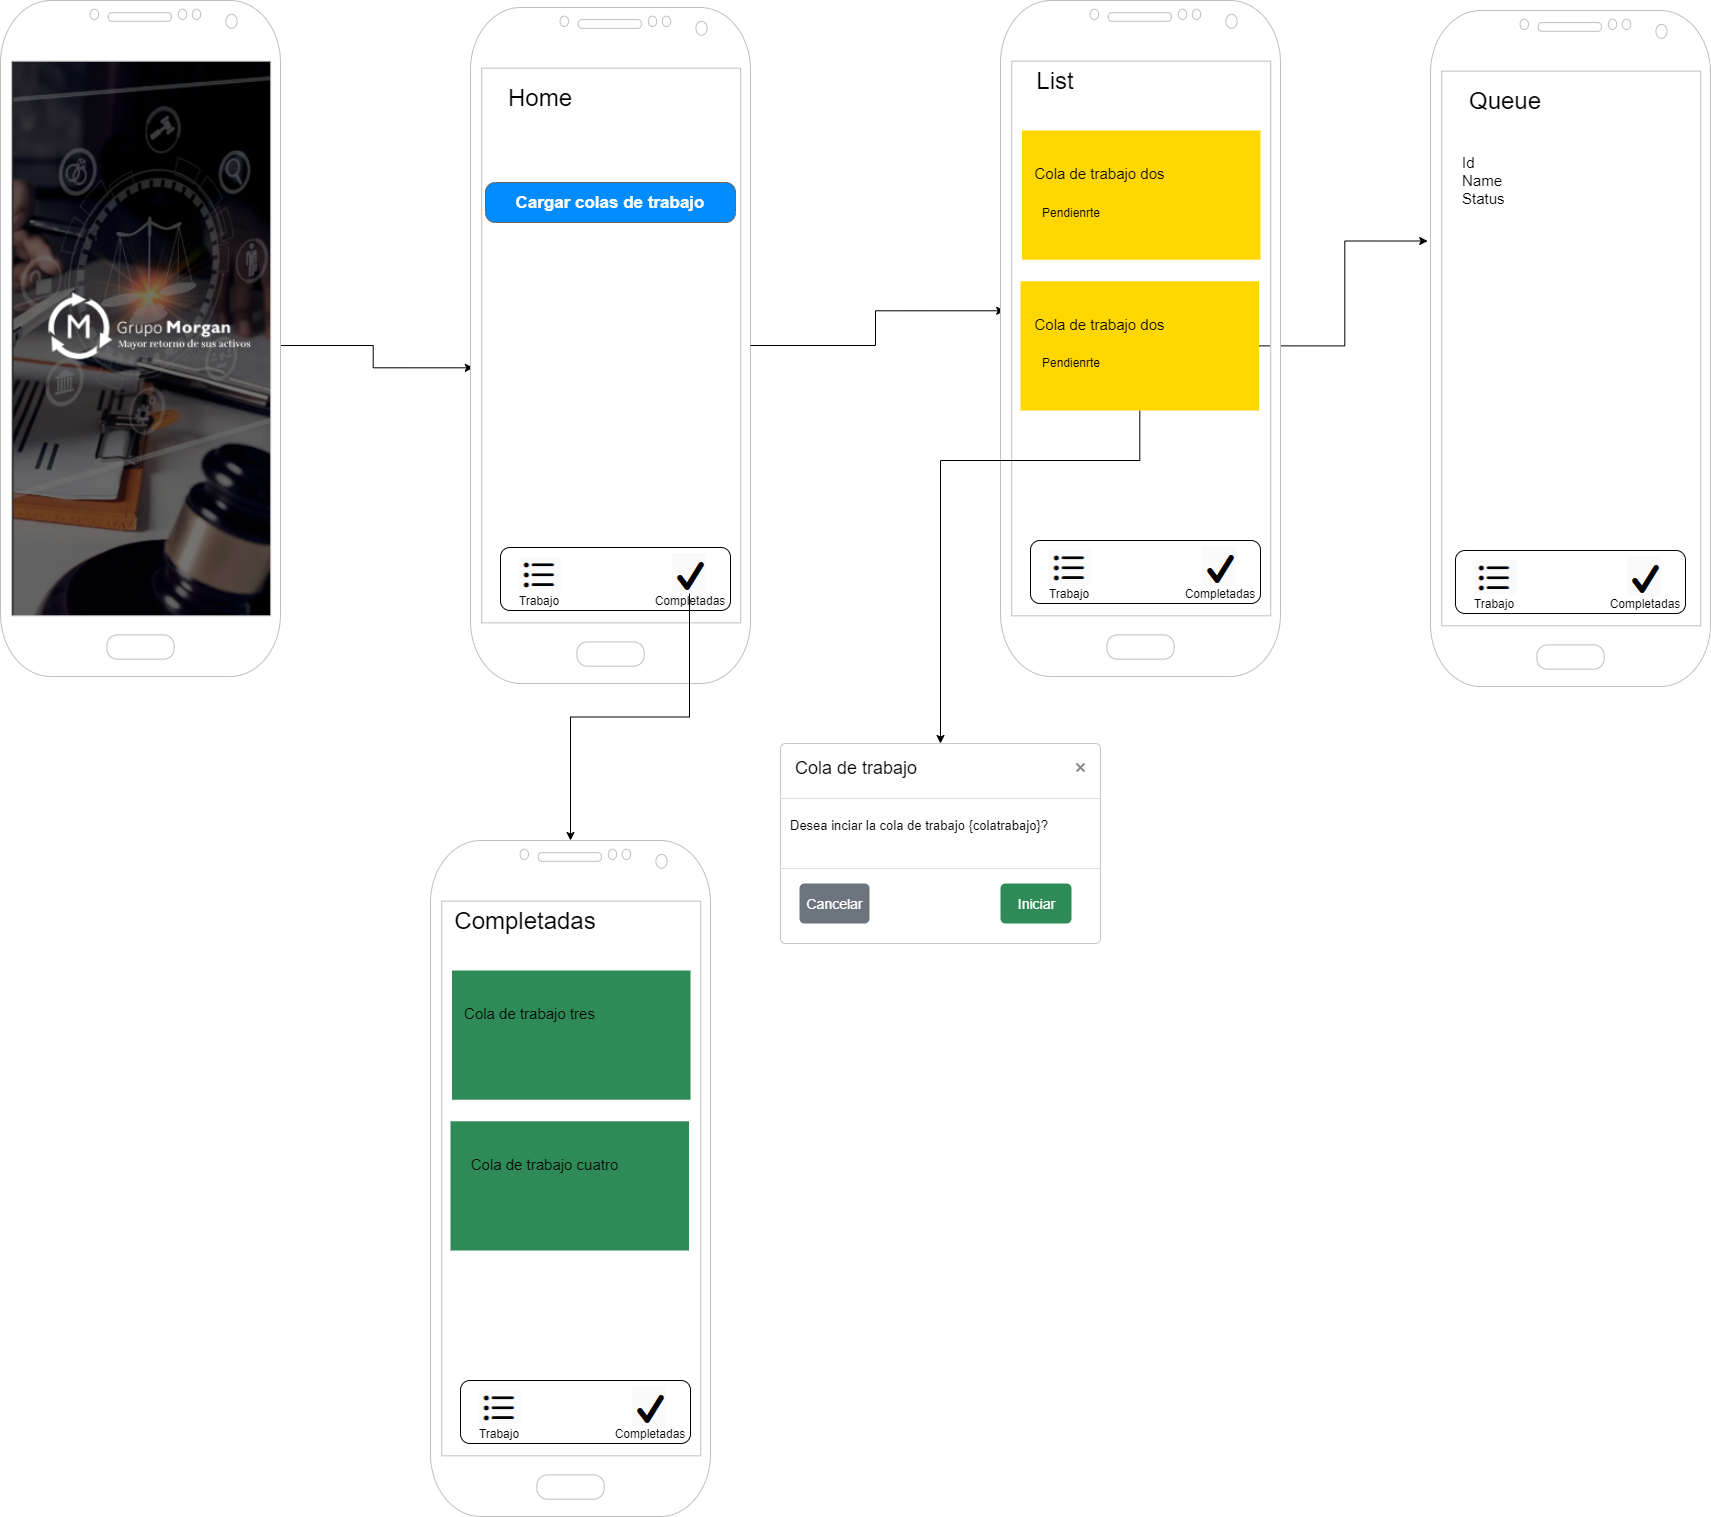 M
Grupo Morgan
Mayor retorno de sus activos
Home
Cargar colas de trabajo
Trabajo
Completadas
List
Cola de trabajo dos
Pendienrte
Cola de trabajo dos
Pendienrte
Trabajo
Completadas
Queue
Id
Name
Status
Trabajo
Completadas
Cola de trabajo
×
Desea inciar la cola de trabajo {colatrabajo}?
Cancelar
Iniciar
Completadas
Cola de trabajo tres
Cola de trabajo cuatro
Trabajo
Completadas